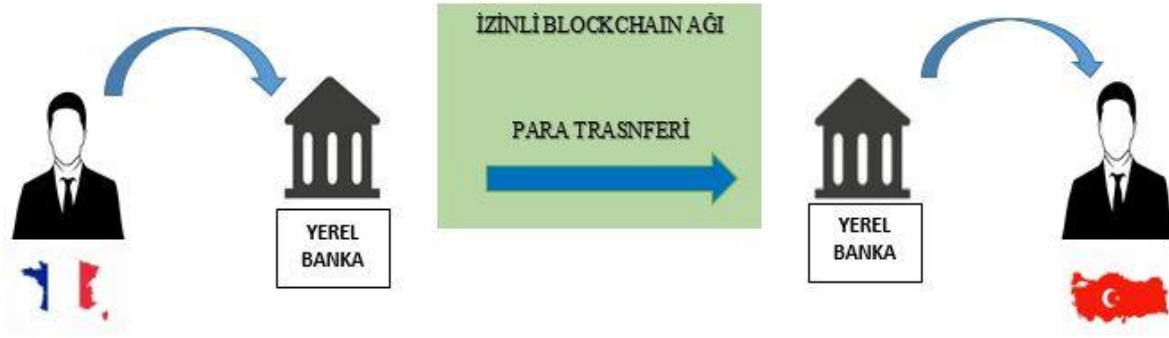 İZİNLİ BLOCKCHAIN AĞI
PARA TRASNFERİ
YEREL
BANKA
YEREL
BANKA